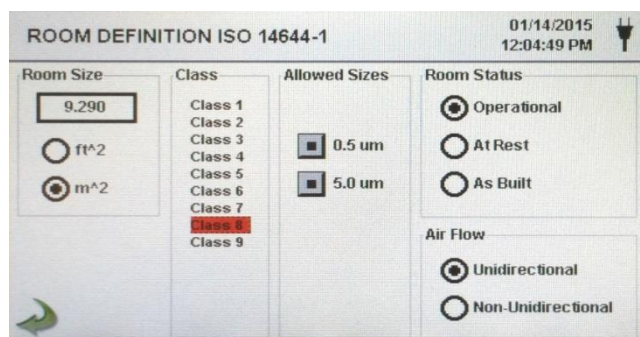 ROOM DEFINITION ISO 14644-1
01/14/2015
12:04:49 PM
Room Size
9.290
ft^2
m^2
Class
Class 1
Class 2
Class 3
Class 4
Class 5
Class 6
Class 7
Class 8
Class 9
Allowed Sizes
0.5 um
5.0 um
Room Status
Operational
At Rest
As Built
Air Flow
Unidirectional
Non-Unidirectional